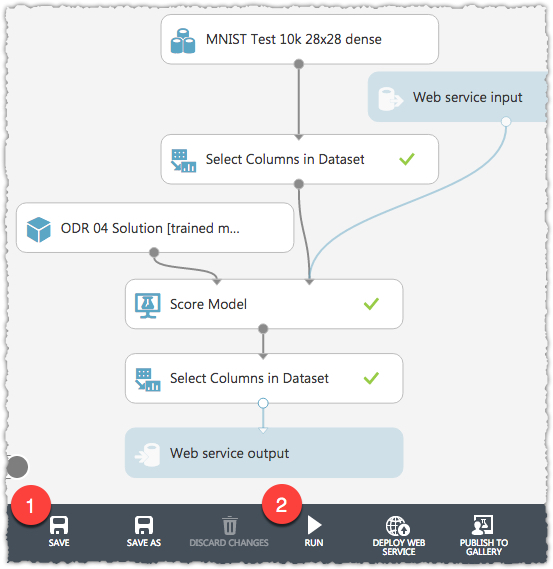 MNIST Test 10k 28x28 dense
Web service input
Select Columns in Dataset
ODR 04 Solution [trained m...
Score Model
Select Columns in Dataset
Web service output
1
2
SAVE
SAVE AS
DISCARD CHANGES
RUN
DEPLOY WEB
SERVICE
PUBLISH TO
GALLERY